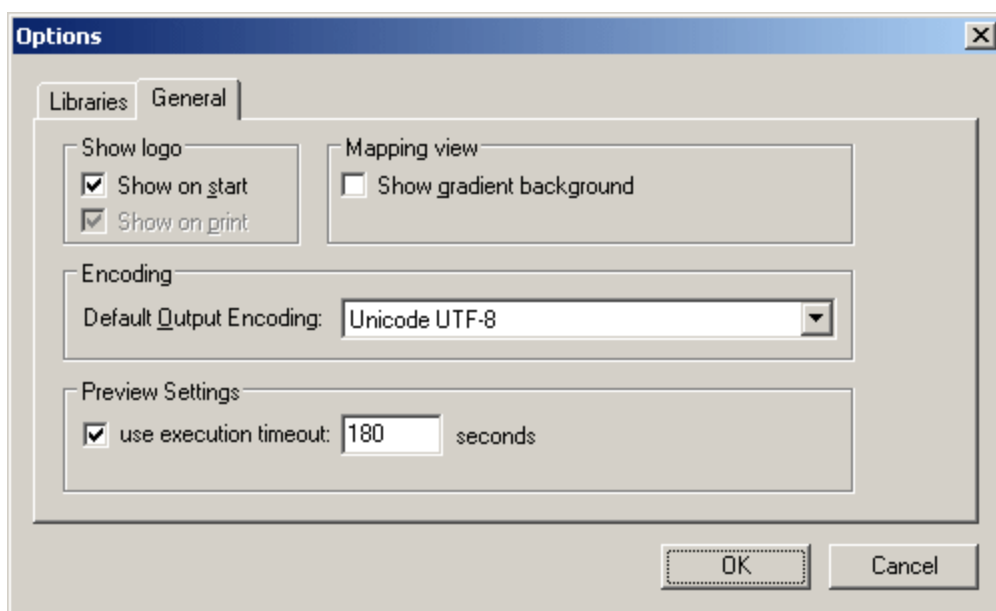 Options
Libraries
General
Show logo
Mapping view
Show on start
Show gradient background
Show on print
Encoding
Default Output Encoding:
Unicode UTF-8
Preview Settings
use execution timeout: 180 seconds
OK
Cancel